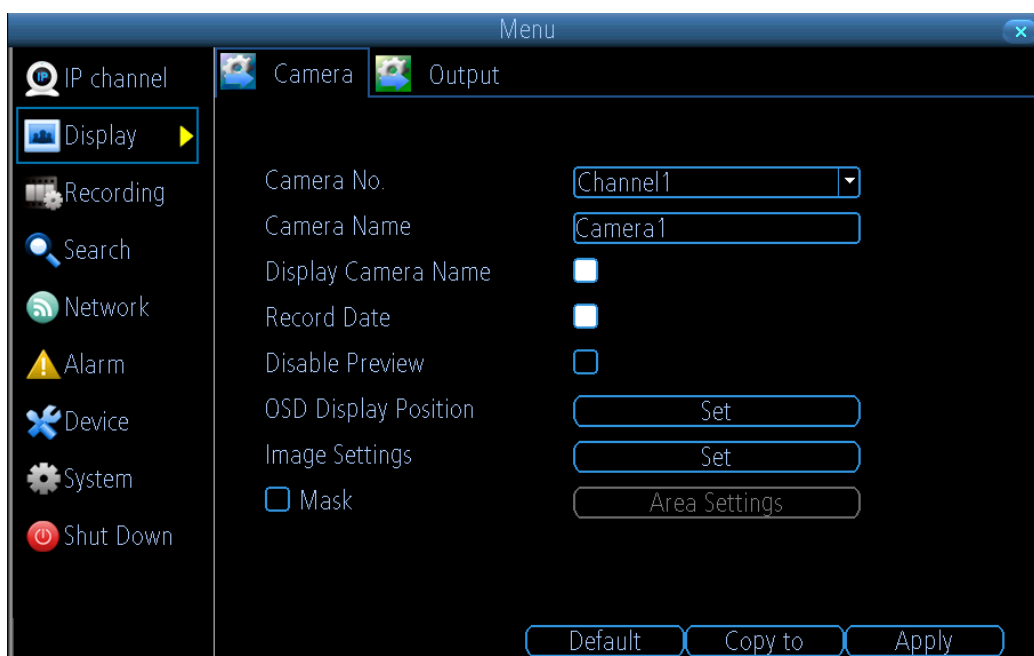 Menu
IP
IP channel
Display
Recording
Search
Network
Alarm
Device
System
Shut Down
Camera
Output
Camera No.
Channel1
Camera Name
Camera1
Display Camera Name
Record Date
Disable Preview
OSD Display Position
Set
Image Settings
Set
Mask
Area Settings
Default
Copy to
Apply